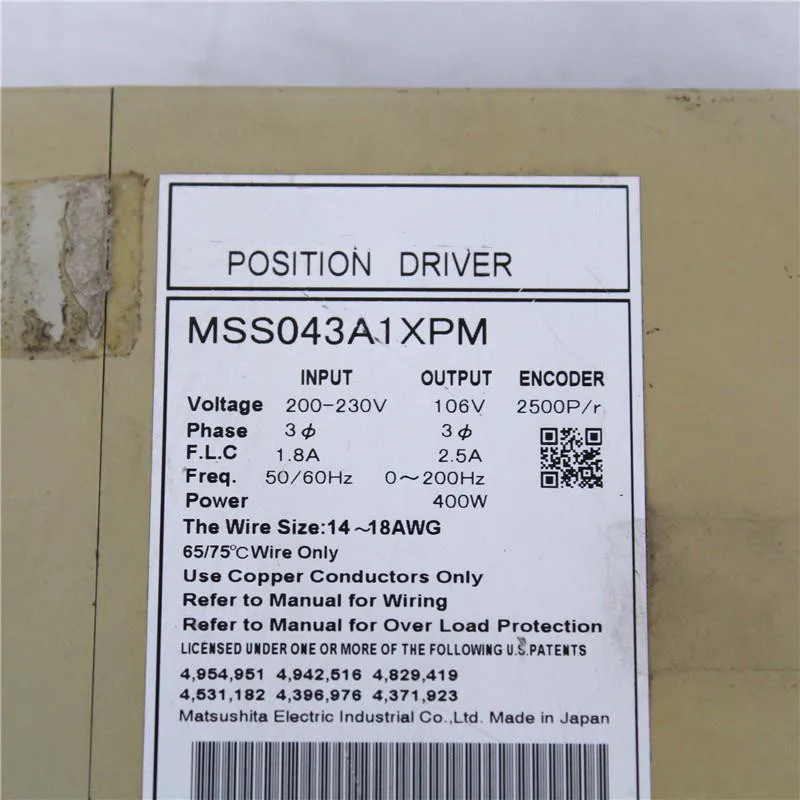 POSITION DRIVER
MSS043A1XPM
INPUT OUTPUT ENCODER
Voltage 200-230V 106V 2500P/r
Phase 3ϕ 3ϕ
F.L.C 1.8A 2.5A
Freq. 50/60Hz 0~200Hz
Power 400W
The Wire Size:14~18AWG
65/75℃ Wire Only
Use Copper Conductors Only
Refer to Manual for Wiring
Refer to Manual for Over Load Protection
LICENSED UNDER ONE OR MORE OF THE FOLLOWING U.S.PATENTS
4,954,951 4,942,516 4,829,419
4,531,182 4,396,976 4,371,923
Matsushita Electric Industrial Co.,Ltd. Made in Japan